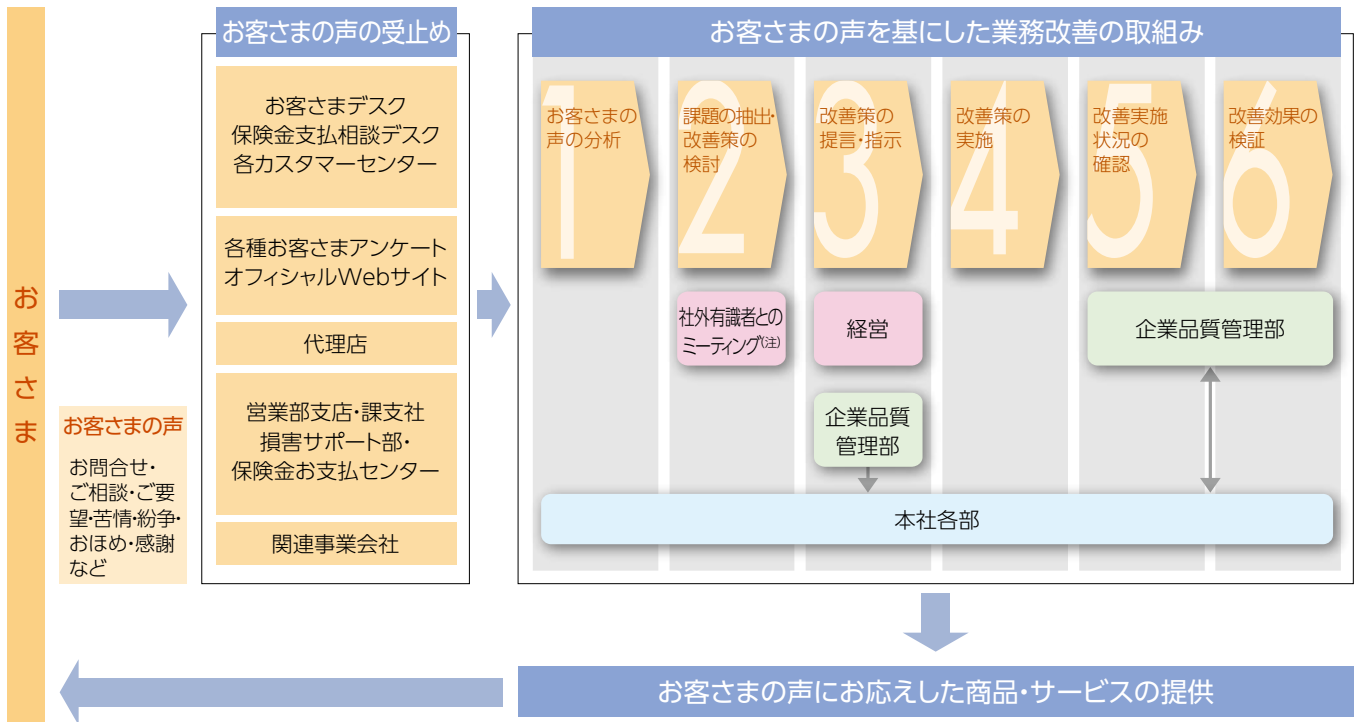 お客さま
お客さまの声
お問合せ・
ご相談・ご要
望・苦情・紛争・
おほめ・感謝
など
お客さまの声の受止め
お客さまデスク
保険金支払相談デスク
各カスタマーセンター
各種お客さまアンケート
オフィシャルWebサイト
代理店
営業部支店・課支社
損害サポート部・
保険金お支払センター
関連事業会社
お客さまの声を基にした業務改善の取組み
1
お客さまの
声の分析
2
課題の抽出・
改善策の
検討
3
改善策の
提言・指示
4
改善策の
実施
5
改善実施
状況の
確認
6
改善効果の
検証
社外有識者との
ミーティング(注)
経営
企業品質
管理部
企業品質管理部
本社各部
お客さまの声にお応えした商品・サービスの提供